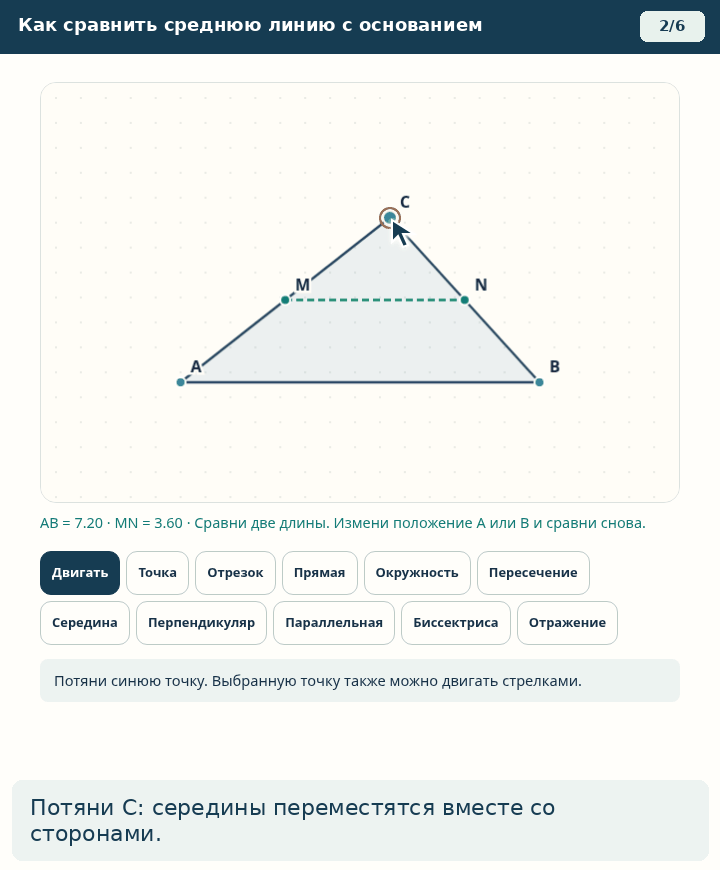 Как сравнить среднюю линию с основанием
2/6
C
M
N
A
B
AB = 7.20 · MN = 3.60 · Сравни две длины. Измени положение A или B и сравни снова.
Двигать
Точка
Отрезок
Прямая
Окружность
Пересечение
Середина
Перпендикуляр
Параллельная
Биссектриса
Отражение
Потяни синюю точку. Выбранную точку также можно двигать стрелками.
Потяни C: середины переместятся вместе со
сторонами.